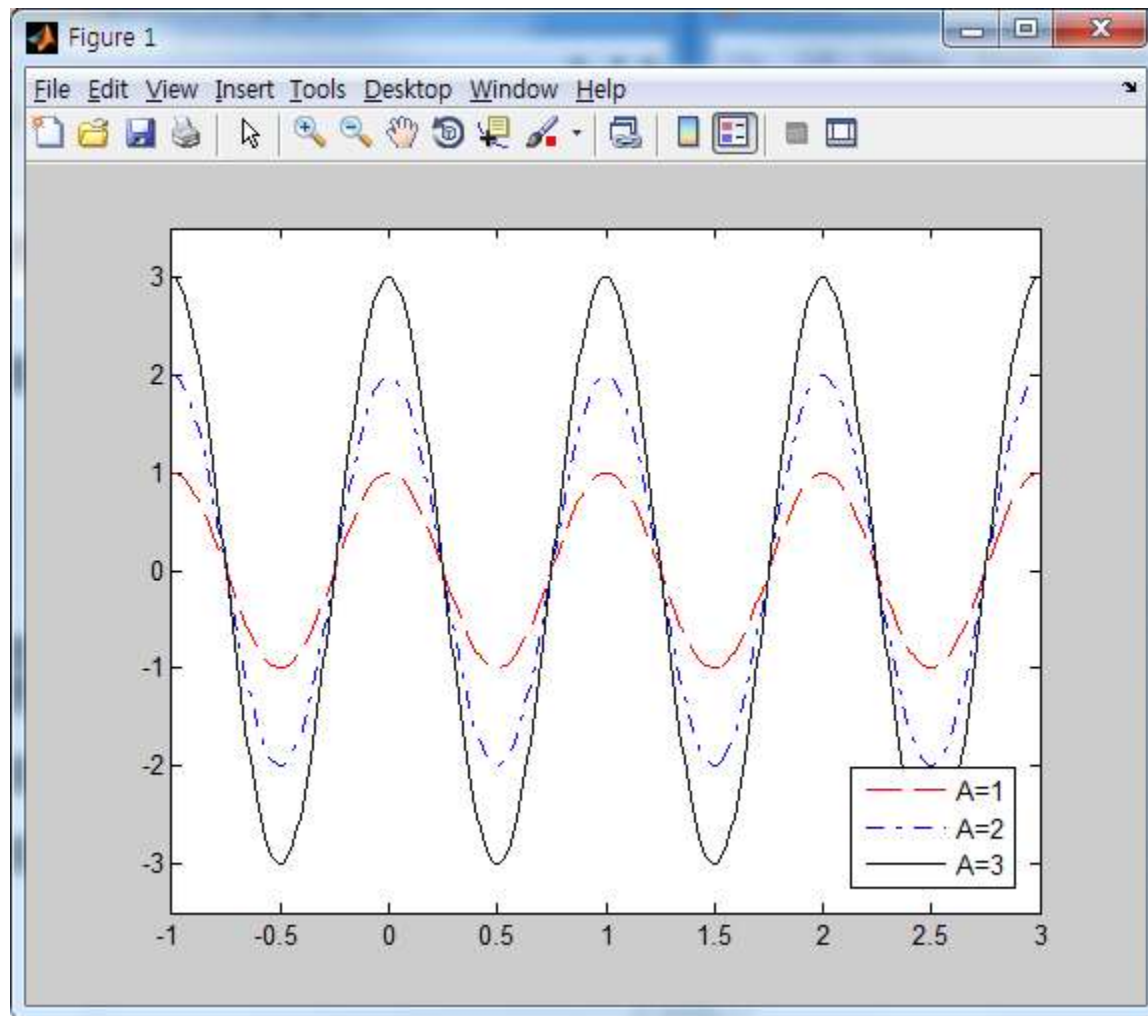 Figure 1
File Edit View Insert Tools Desktop Window Help
3
2
1
0
-1
-2
-3
A=1
A=2
A=3
-1 -0.5 0 0.5 1 1.5 2 2.5 3